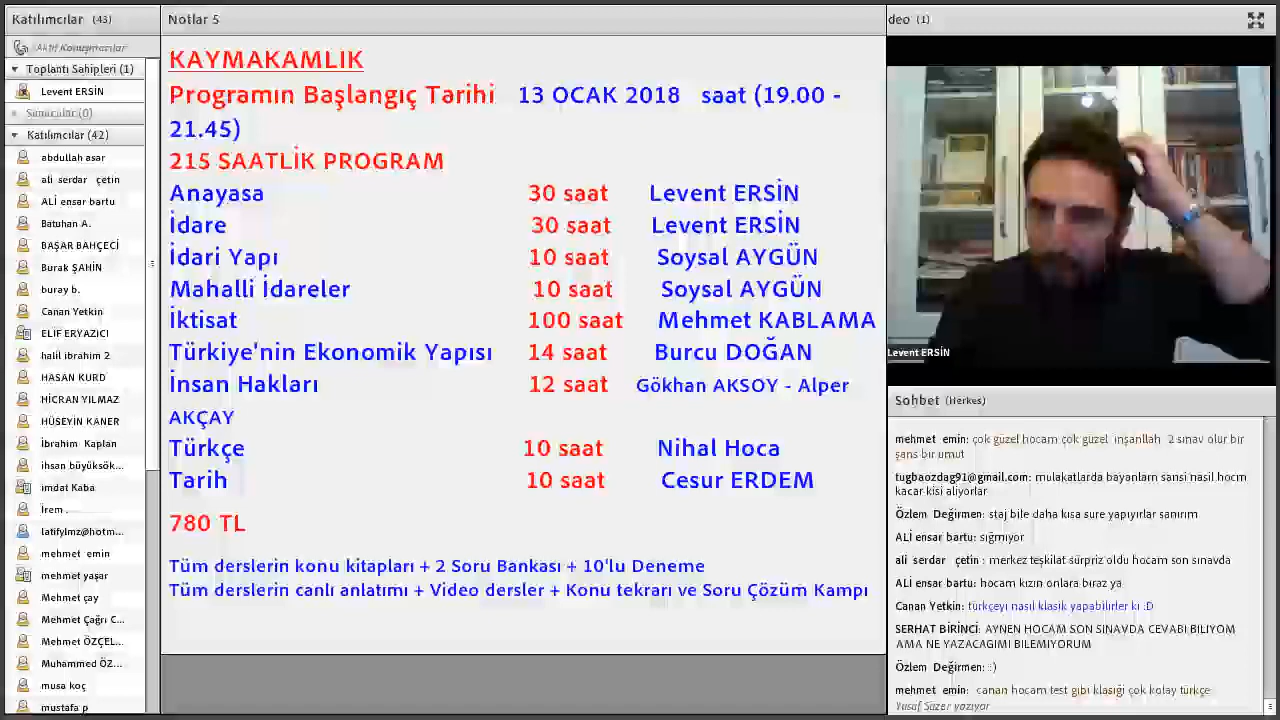 Katılımcılar (43)
Aktif Konuşmacılar
Toplantı Sahipleri (1)
Levent ERSİN
Sunucular (0)
Katılımcılar (42)
abdullah asar
ali serdar çetin
ALİ ensar bartu
Batuhan A.
BAŞAR BAHÇECİ
Burak ŞAHİN
buray b.
Canan Yetkin
ELİF ERYAZICI
halil ibrahim 2
HASAN KURD
HİCRAN YILMAZ
HÜSEYİN KANER
İbrahim Kaplan
ihsan büyüksök...
imdat Kaba
İrem .
latifylmz@hotm...
mehmet emin
mehmet yaşar
Mehmet çay
Mehmet Çağrı C...
Mehmet ÖZÇEL...
Muhammed ÖZ...
musa koç
mustafa p
Notlar 5
KAYMAKAMLIK
Programın Başlangıç Tarihi 13 OCAK 2018 saat (19.00 -
21.45)
215 SAATLİK PROGRAM
Anayasa 30 saat Levent ERSİN
İdare 30 saat Levent ERSİN
İdari Yapı 10 saat Soysal AYGÜN
Mahalli İdareler 10 saat Soysal AYGÜN
İktisat 100 saat Mehmet KABLAMA
Türkiye'nin Ekonomik Yapısı 14 saat Burcu DOĞAN
İnsan Hakları 12 saat Gökhan AKSOY - Alper
AKÇAY
Türkçe 10 saat Nihal Hoca
Tarih 10 saat Cesur ERDEM
780 TL
Tüm derslerin konu kitapları + 2 Soru Bankası + 10'lu Deneme
Tüm derslerin canlı anlatımı + Video dersler + Konu tekrarı ve Soru Çözüm Kampı
deo (1)
Levent ERSİN
Sohbet (Herkes)
mehmet emin: çok güzel hocam çok güzel inşanllah 2 sınav olur bir
şans bir umut
tugbaozdag91@gmail.com: mulakatlarda bayanların sansi nasil hocm
kacar kisi aliyorlar
Özlem Değirmen: staj bile daha kısa sure yapıyırlar sanırım
ALİ ensar bartu: sığmıyor
ali serdar çetin : merkez teşkilat sürpriz oldu hocam son sınavda
ALİ ensar bartu: hocam kızın onlara biraz ya
Canan Yetkin: türkçeyi nasıl klasik yapabilirler ki :D
SERHAT BİRİNCİ: AYNEN HOCAM SON SINAVDA CEVABI BILIYOM
AMA NE YAZACAGIMI BILEMIYORUM
Özlem Değirmen: :)
mehmet emin: canan hocam test gibi klasiği çok kolay türkçe
Yusuf Süzer yazıyor